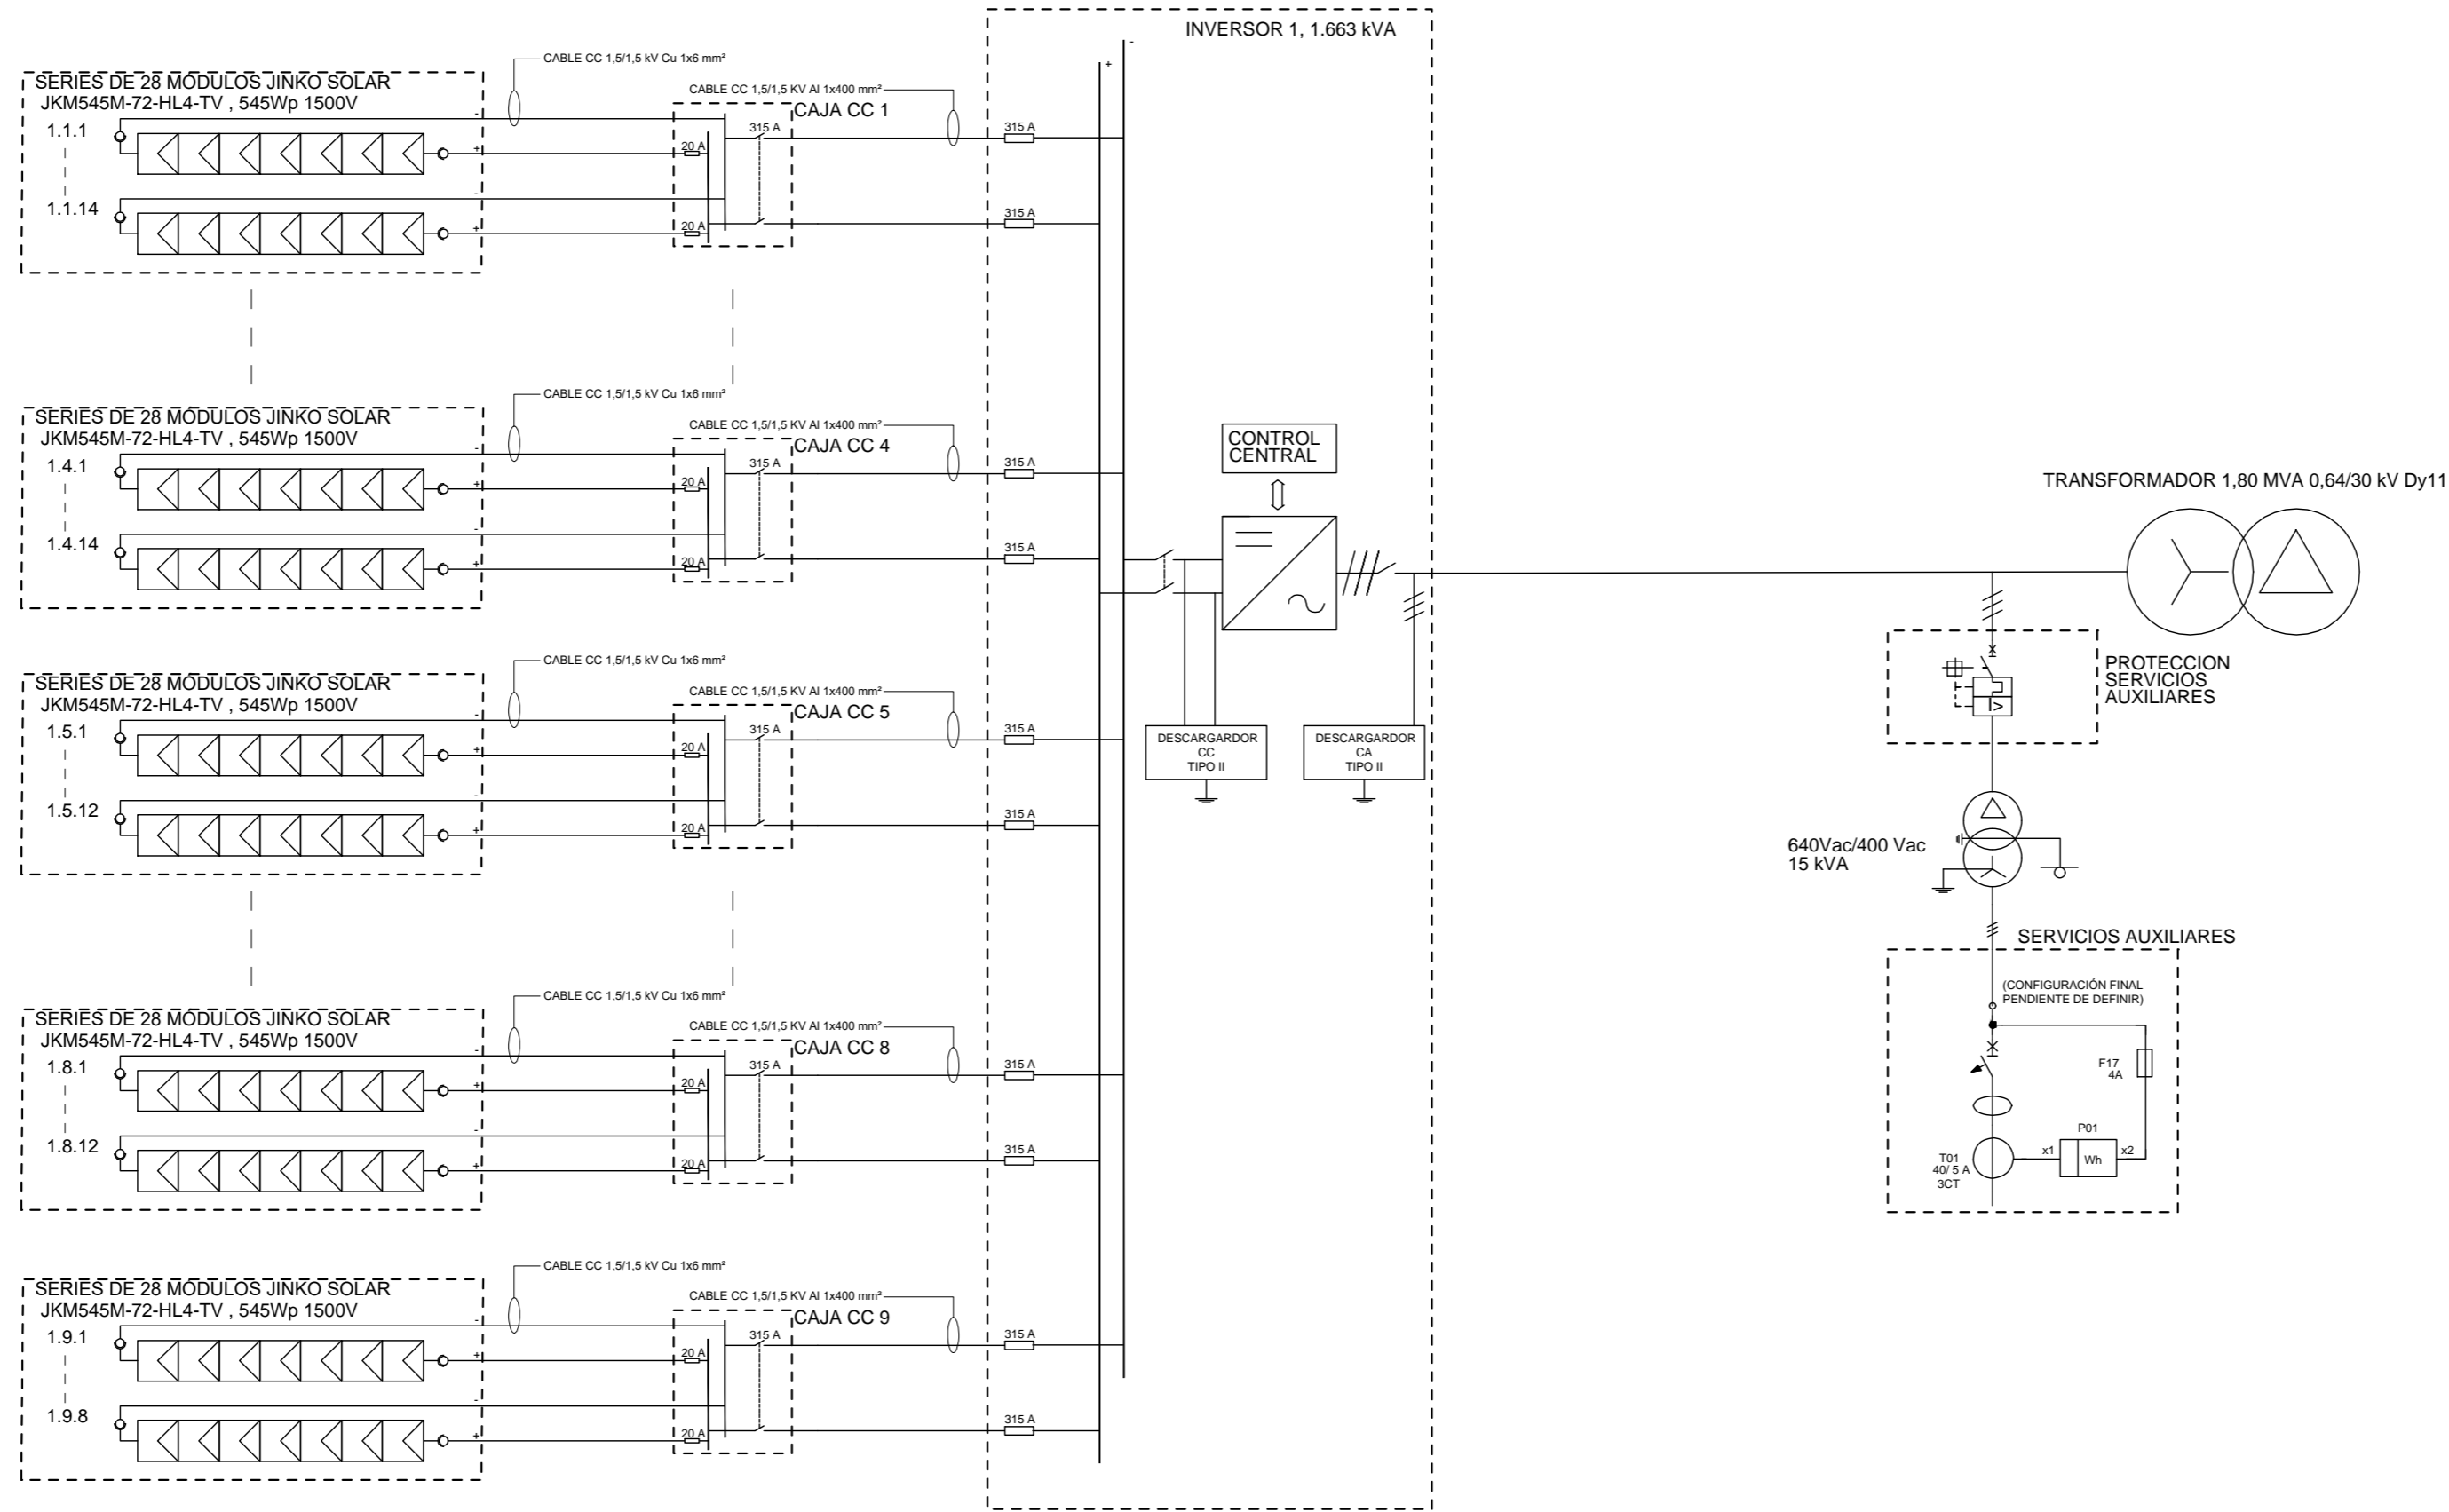 INVERSOR 1, 1.663 kVA
+
-
CABLE CC 1,5/1,5 kV Cu 1x6 mm²
SERIES DE 28 MODULOS JINKO SOLAR
JKM545M-72-HL4-TV , 545Wp 1500V
CABLE CC 1,5/1,5 KV Al 1x400 mm²
CAJA CC 1
1.1.1
-
315 A
315 A
+
20 A
1.1.14
-
315 A
+
20 A
CABLE CC 1,5/1,5 kV Cu 1x6 mm²
SERIES DE 28 MODULOS JINKO SOLAR
JKM545M-72-HL4-TV , 545Wp 1500V
CABLE CC 1,5/1,5 KV Al 1x400 mm²
CAJA CC 4
1.4.1
-
315 A
315 A
+
20 A
1.4.14
-
315 A
+
20 A
CABLE CC 1,5/1,5 kV Cu 1x6 mm²
SERIES DE 28 MODULOS JINKO SOLAR
JKM545M-72-HL4-TV , 545Wp 1500V
CABLE CC 1,5/1,5 KV Al 1x400 mm²
CAJA CC 5
1.5.1
-
315 A
315 A
+
20 A
1.5.12
-
315 A
+
20 A
CABLE CC 1,5/1,5 kV Cu 1x6 mm²
SERIES DE 28 MODULOS JINKO SOLAR
JKM545M-72-HL4-TV , 545Wp 1500V
CABLE CC 1,5/1,5 KV Al 1x400 mm²
CAJA CC 8
1.8.1
-
315 A
315 A
+
20 A
1.8.12
-
315 A
+
20 A
CABLE CC 1,5/1,5 kV Cu 1x6 mm²
SERIES DE 28 MODULOS JINKO SOLAR
JKM545M-72-HL4-TV , 545Wp 1500V
CABLE CC 1,5/1,5 KV Al 1x400 mm²
CAJA CC 9
1.9.1
-
315 A
315 A
+
20 A
1.9.8
-
315 A
+
20 A
CONTROL
CENTRAL
DESCARGARDOR
CC
TIPO II
DESCARGARDOR
CA
TIPO II
TRANSFORMADOR 1,80 MVA 0,64/30 kV Dy11
PROTECCION
SERVICIOS
AUXILIARES
I>
640Vac/400 Vac
15 kVA
SERVICIOS AUXILIARES
(CONFIGURACIÓN FINAL
PENDIENTE DE DEFINIR)
F17
4A
P01
x1
Wh
x2
T01
40/ 5 A
3CT